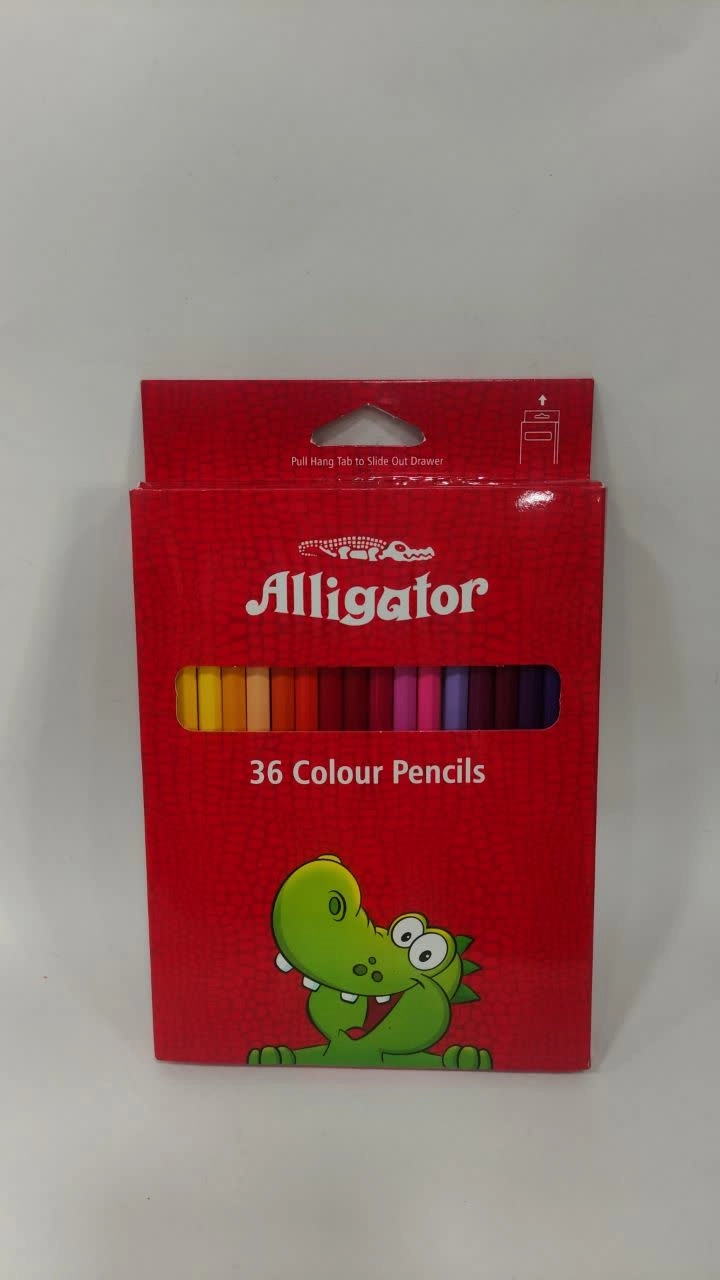 Pull Hang Tab to Slide Out Drawer
Alligator
36 Colour Pencils